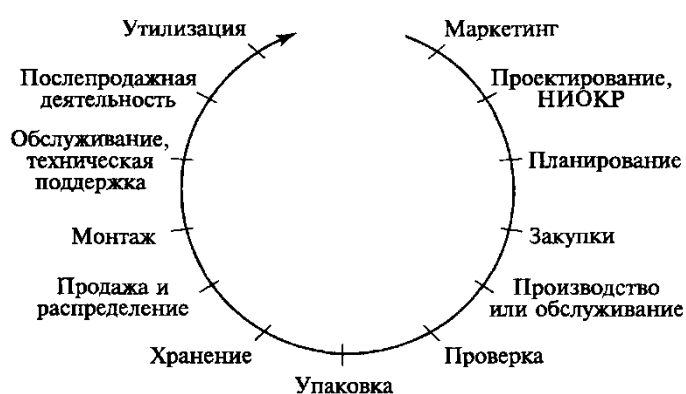 Маркетинг
Проектирование,
НИОКР
Планирование
Закупки
Производство
или обслуживание
Проверка
Упаковка
Хранение
Продажа и
распределение
Монтаж
Обслуживание,
техническая
поддержка
Послепродажная
деятельность
Утилизация